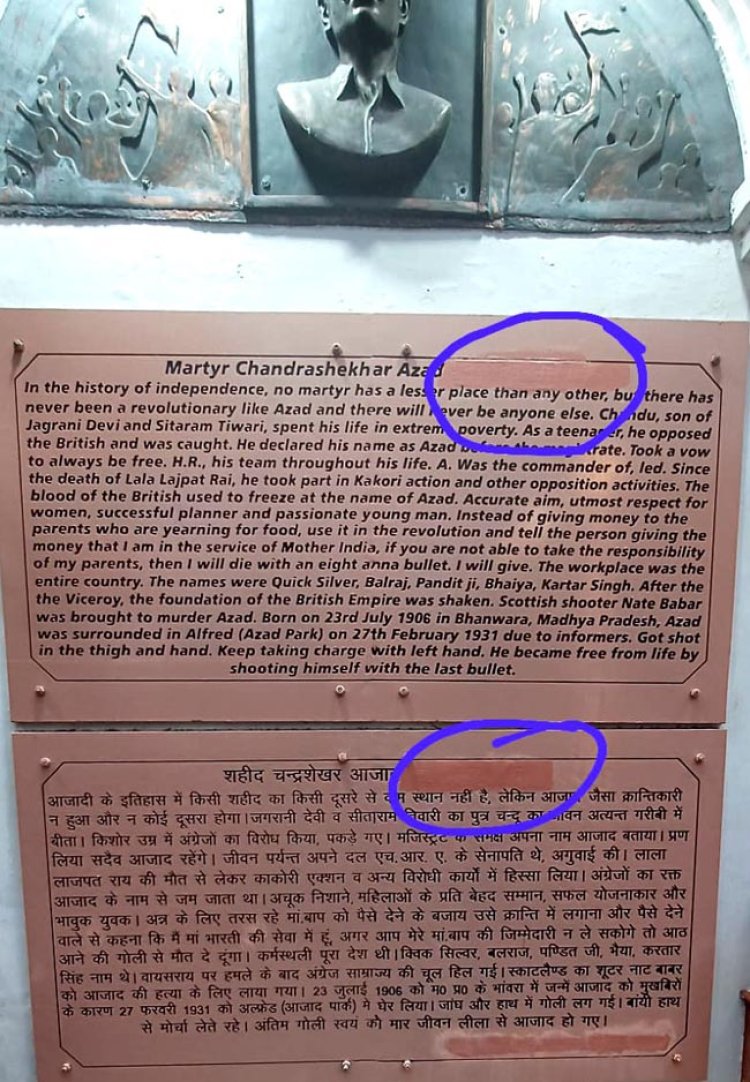 Martyr Chandrashekhar Azad
In the history of independence, no martyr has a lesser place than any other, but there has
never been a revolutionary like Azad and there will never be anyone else. Chandu, son of
Jagrani Devi and Sitaram Tiwari, spent his life in extreme poverty. As a teenager, he opposed
the British and was caught. He declared his name as Azad before the magistrate. Took a vow
to always be free. H.R., his team throughout his life. A. Was the commander of, led. Since
the death of Lala Lajpat Rai, he took part in Kakori action and other opposition activities. The
blood of the British used to freeze at the name of Azad. Accurate aim, utmost respect for
women, successful planner and passionate young man. Instead of giving money to the
parents who are yearning for food, use it in the revolution and tell the person giving the
money that I am in the service of Mother India, if you are not able to take the responsibility
of my parents, then I will die with an eight anna bullet. I will give. The workplace was the
entire country. The names were Quick Silver, Balraj, Pandit ji, Bhaiya, Kartar Singh. After the
the Viceroy, the foundation of the British Empire was shaken. Scottish shooter Nate Babar
was brought to murder Azad. Born on 23rd July 1906 in Bhanwara, Madhya Pradesh, Azad
was surrounded in Alfred (Azad Park) on 27th February 1931 due to informers. Got shot
in the thigh and hand. Keep taking charge with left hand. He became free from life by
shooting himself with the last bullet.
शहीद चन्द्रशेखर आजाद
आजादी के इतिहास में किसी शहीद का किसी दूसरे से कम स्थान नहीं है, लेकिन आजाद जैसा क्रान्तिकारी
न हुआ और न कोई दूसरा होगा। जगरानी देवी व सीताराम तिवारी का पुत्र चन्दू का जीवन अत्यन्त गरीबी में
बीता। किशोर उम्र में अंग्रेजों का विरोध किया, पकड़े गए। मजिस्ट्रेट के समक्ष अपना नाम आजाद बताया। प्रण
लिया सदैव आजाद रहेंगे। जीवन पर्यन्त अपने दल एच.आर. ए. के सेनापति थे, अगुवाई की। लाला
लाजपत राय की मौत से लेकर काकोरी एक्शन व अन्य विरोधी कार्यो में हिस्सा लिया। अंग्रेजों का रक्त
आजाद के नाम से जम जाता था। अचूक निशाने, महिलाओं के प्रति बेहद सम्मान, सफल योजनाकार और
भावुक युवक। अन्न के लिए तरस रहे मां.बाप को पैसे देने के बजाय उसे क्रान्ति में लगाना और पैसे देने
वाले से कहना कि मैं मां भारती की सेवा में हूं, अगर आप मेरे मां.बाप की जिम्मेदारी न ले सकोगे तो आठ
आने की गोली से मौत दे दूंगा। कर्मस्थली पूरा देश थी। क्विक सिल्वर, बलराज, पण्डित जी, भैया, करतार
सिंह नाम थे। वायसराय पर हमले के बाद अंग्रेज साम्राज्य की चूल हिल गई। स्काटलैण्ड का शूटर नाट बाबर
को आजाद की हत्या के लिए लाया गया। 23 जुलाई 1906 को म0 प्र0 के भांवरा में जन्में आजाद को मुखबिरों
के कारण 27 फरवरी 1931 को अल्फ्रेड (आजाद पार्क) मे घेर लिया। जांघ और हाथ में गोली लग गई। बांयी हाथ
से मोर्चा लेते रहे। अंतिम गोली स्वयं को मार जीवन लीला से आजाद हो गए।